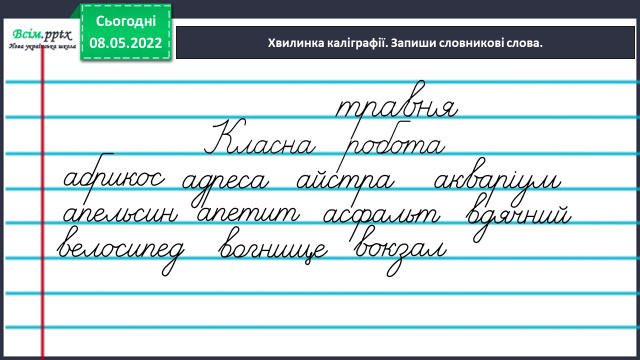 Всім.pptx
Нова українська школа
Сьогодні
08.05.2022
Хвилинка каліграфії. Запиши словникові слова.
травня
Класна робота
абрикос адреса айстра акваріум
апельсин апетит асфальт вдячний
велосипед вогнище вокзал